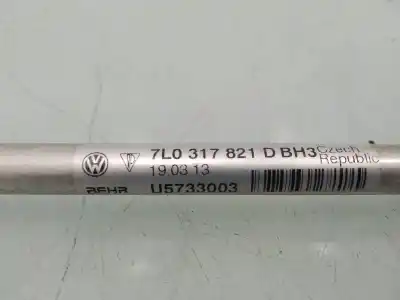 7L0 317 821 D BH3 Czech Republic
19.03.13
BEHR U5733003